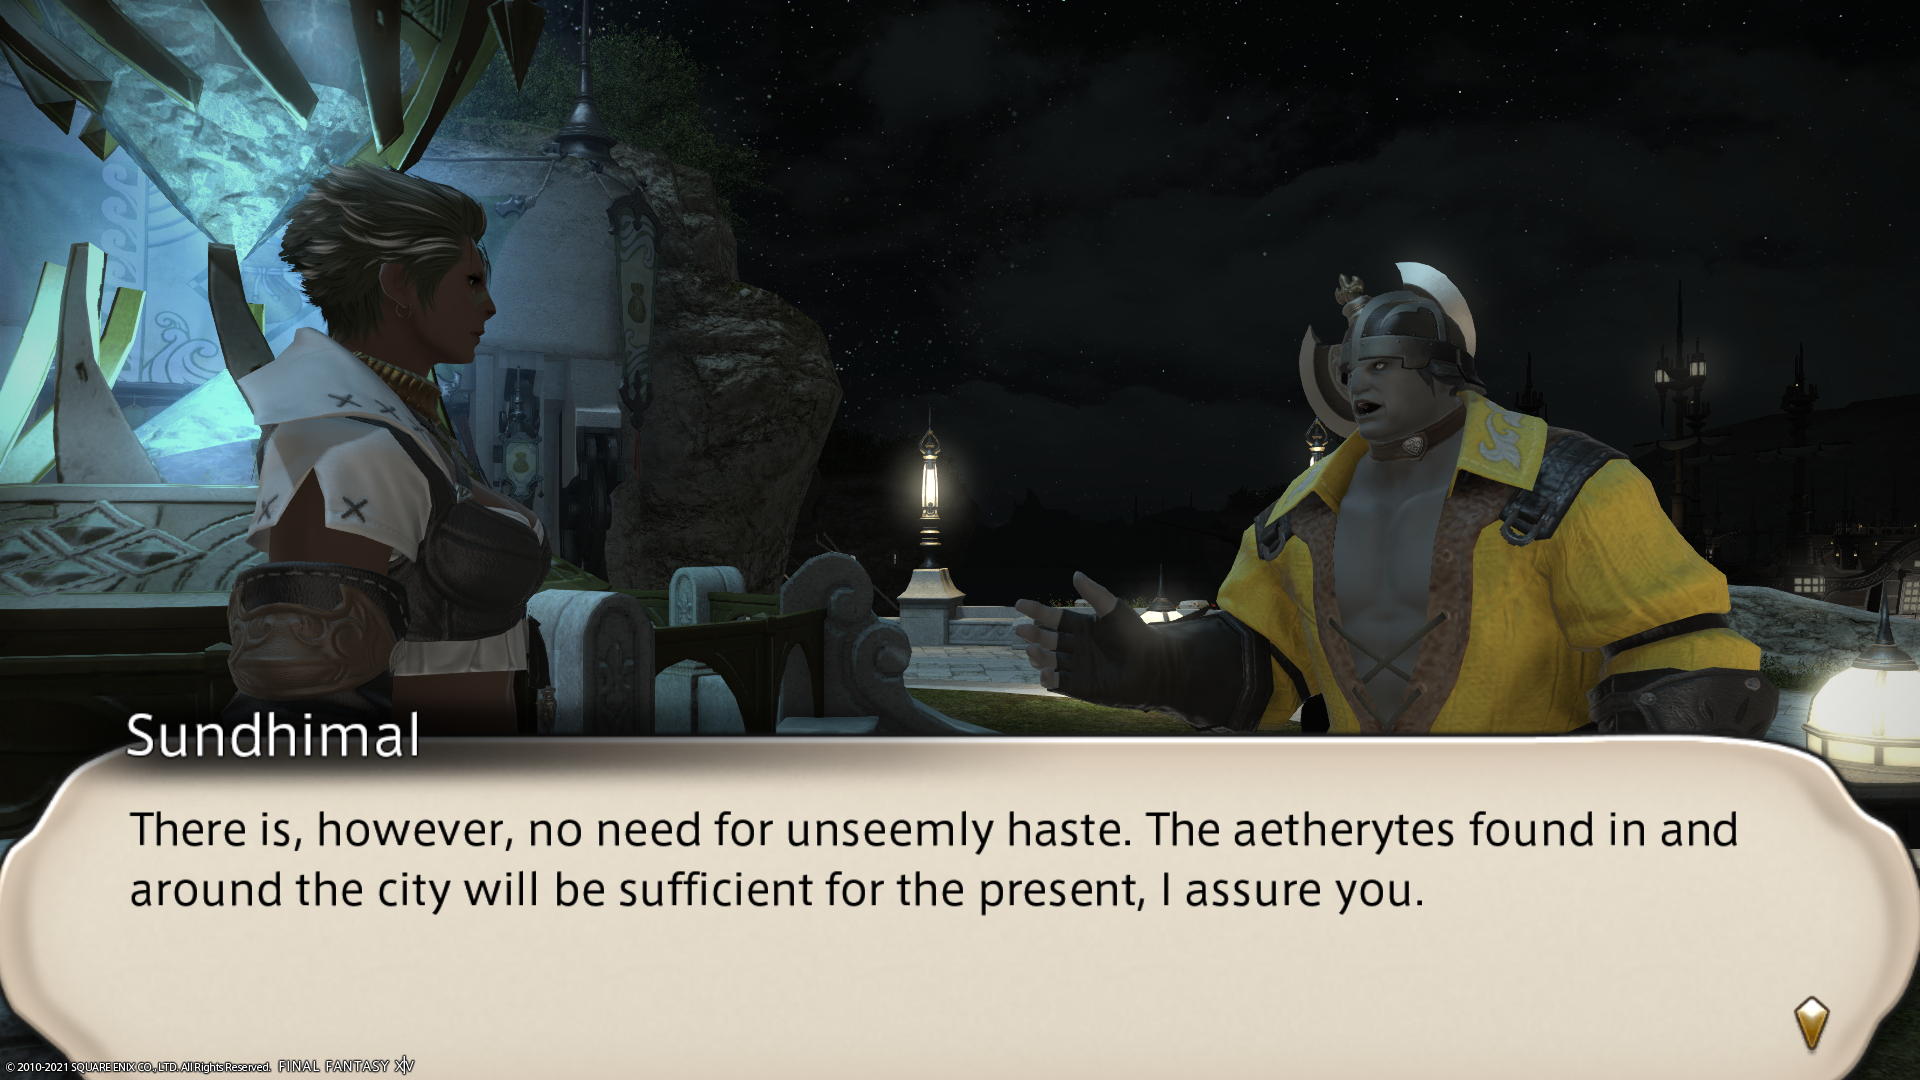 Sundhimal
There is, however, no need for unseemly haste. The aetherytes found in and
around the city will be sufficient for the present, I assure you.
© 2010-2021 SQUARE ENIX CO., LTD. All Rights Reserved. FINAL FANTASY XIV